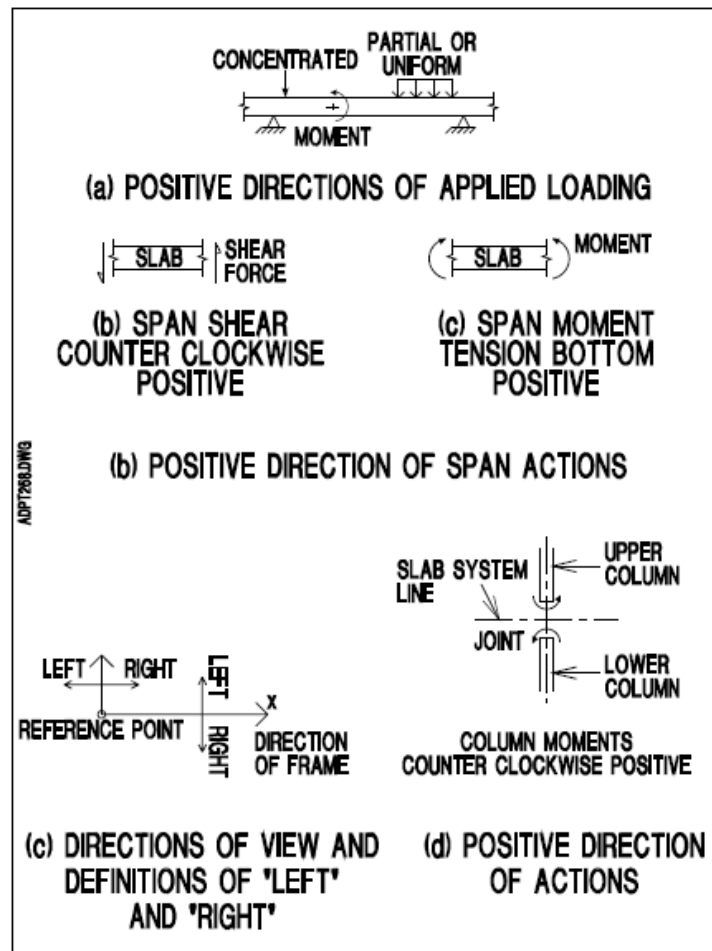 CONCENTRATED
PARTIAL OR
UNIFORM
MOMENT
(a) POSITIVE DIRECTIONS OF APPLIED LOADING
SLAB
SHEAR
FORCE
(b) SPAN SHEAR
COUNTER CLOCKWISE
POSITIVE
SLAB
MOMENT
(c) SPAN MOMENT
TENSION BOTTOM
POSITIVE
(b) POSITIVE DIRECTION OF SPAN ACTIONS
ADPT268.DWG
LEFT
RIGHT
REFERENCE POINT
LEFT
RIGHT
X
DIRECTION
OF FRAME
SLAB SYSTEM
LINE
JOINT
UPPER
COLUMN
LOWER
COLUMN
COLUMN MOMENTS
COUNTER CLOCKWISE POSITIVE
(c) DIRECTIONS OF VIEW AND
DEFINITIONS OF "LEFT"
AND "RIGHT"
(d) POSITIVE DIRECTION
OF ACTIONS